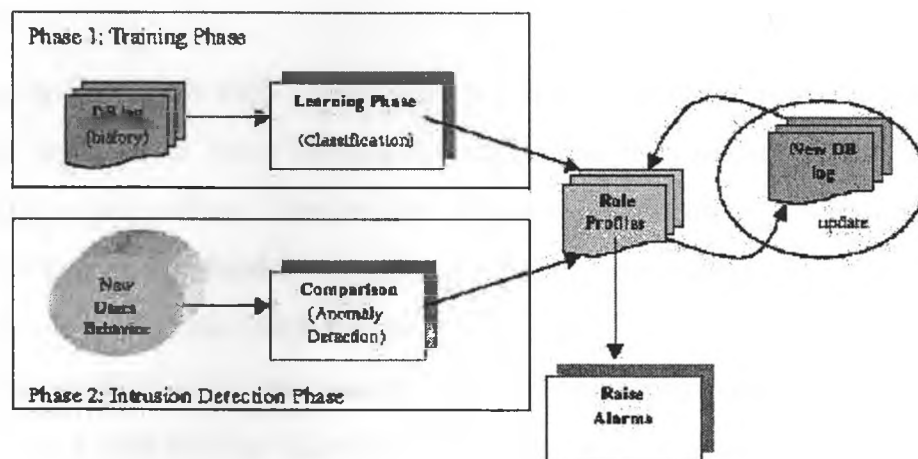 Phase 1: Training Phase
DB log
(history)
Learning Phase
(Classification)
New DB
log
update
Role
Profiles
New
Users
Behavior
Comparison
(Anomaly
Detection)
Phase 2: Intrusion Detection Phase
Raise
Alarms